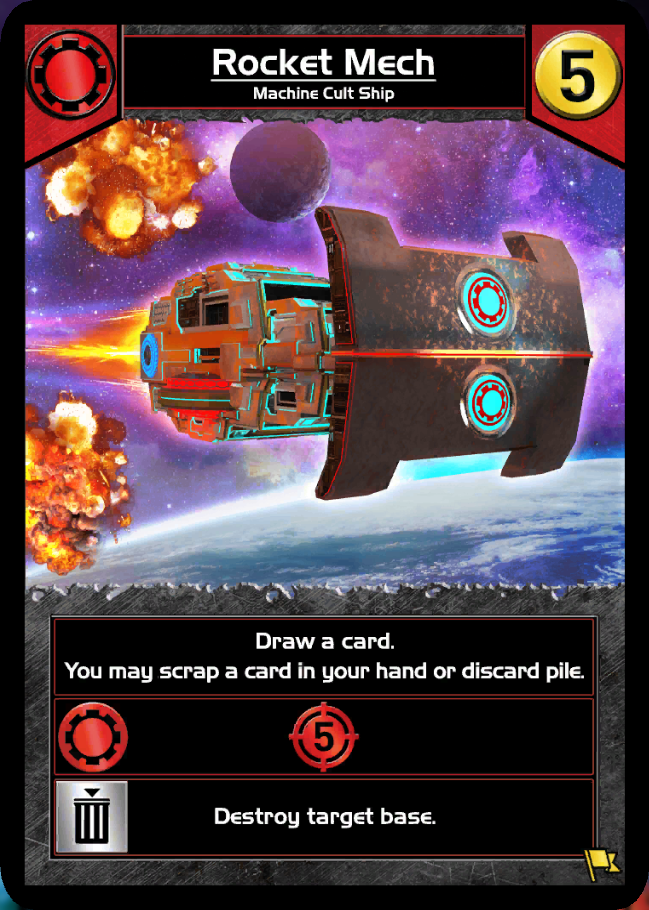 Rocket Mech
5
Machine Cult Ship
Draw a card.
You may scrap a card in your hand or discard pile.
5
Destroy target base.